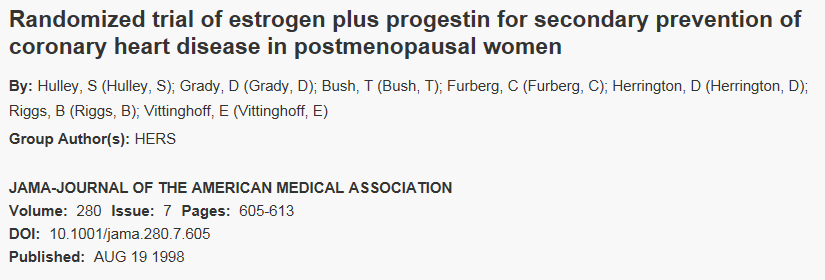 Randomized trial of estrogen plus progestin for secondary prevention of
coronary heart disease in postmenopausal women
By: Hulley, S (Hulley, S); Grady, D (Grady, D); Bush, T (Bush, T); Furberg, C (Furberg, C); Herrington, D (Herrington, D);
Riggs, B (Riggs, B); Vittinghoff, E (Vittinghoff, E)
Group Author(s): HERS
JAMA-JOURNAL OF THE AMERICAN MEDICAL ASSOCIATION
Volume: 280 Issue: 7 Pages: 605-613
DOI: 10.1001/jama.280.7.605
Published: AUG 19 1998